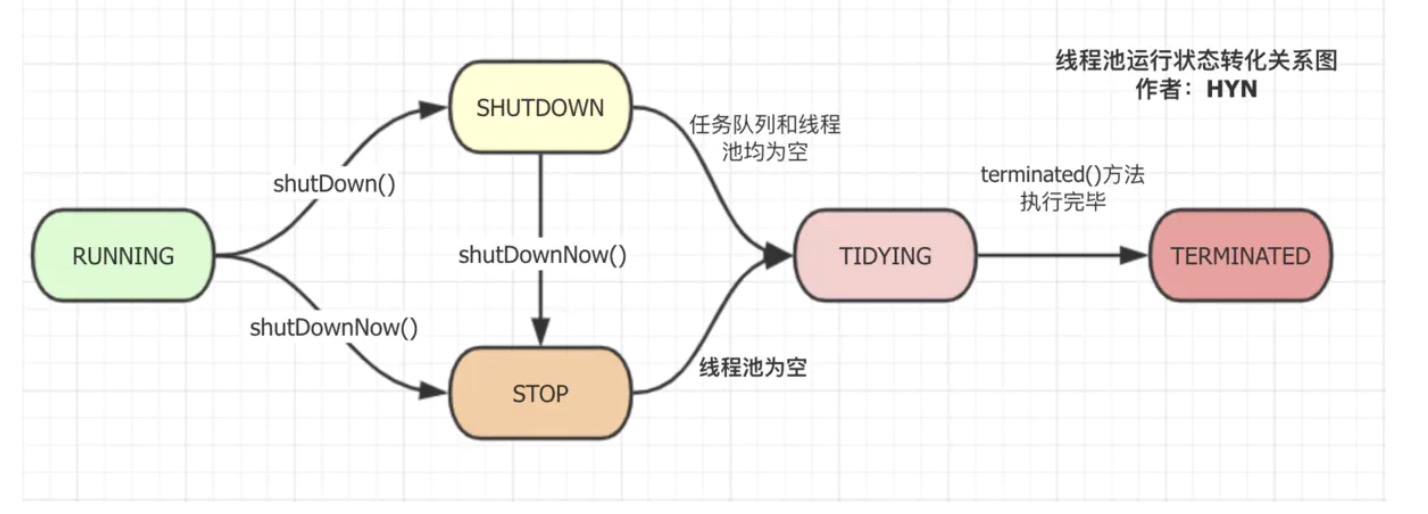 线程池运行状态转化关系图
作者：HYN
SHUTDOWN
任务队列和线程
池均为空
shutDown()
terminated()方法
执行完毕
RUNNING
shutDownNow()
TIDYING
TERMINATED
shutDownNow()
线程池为空
STOP